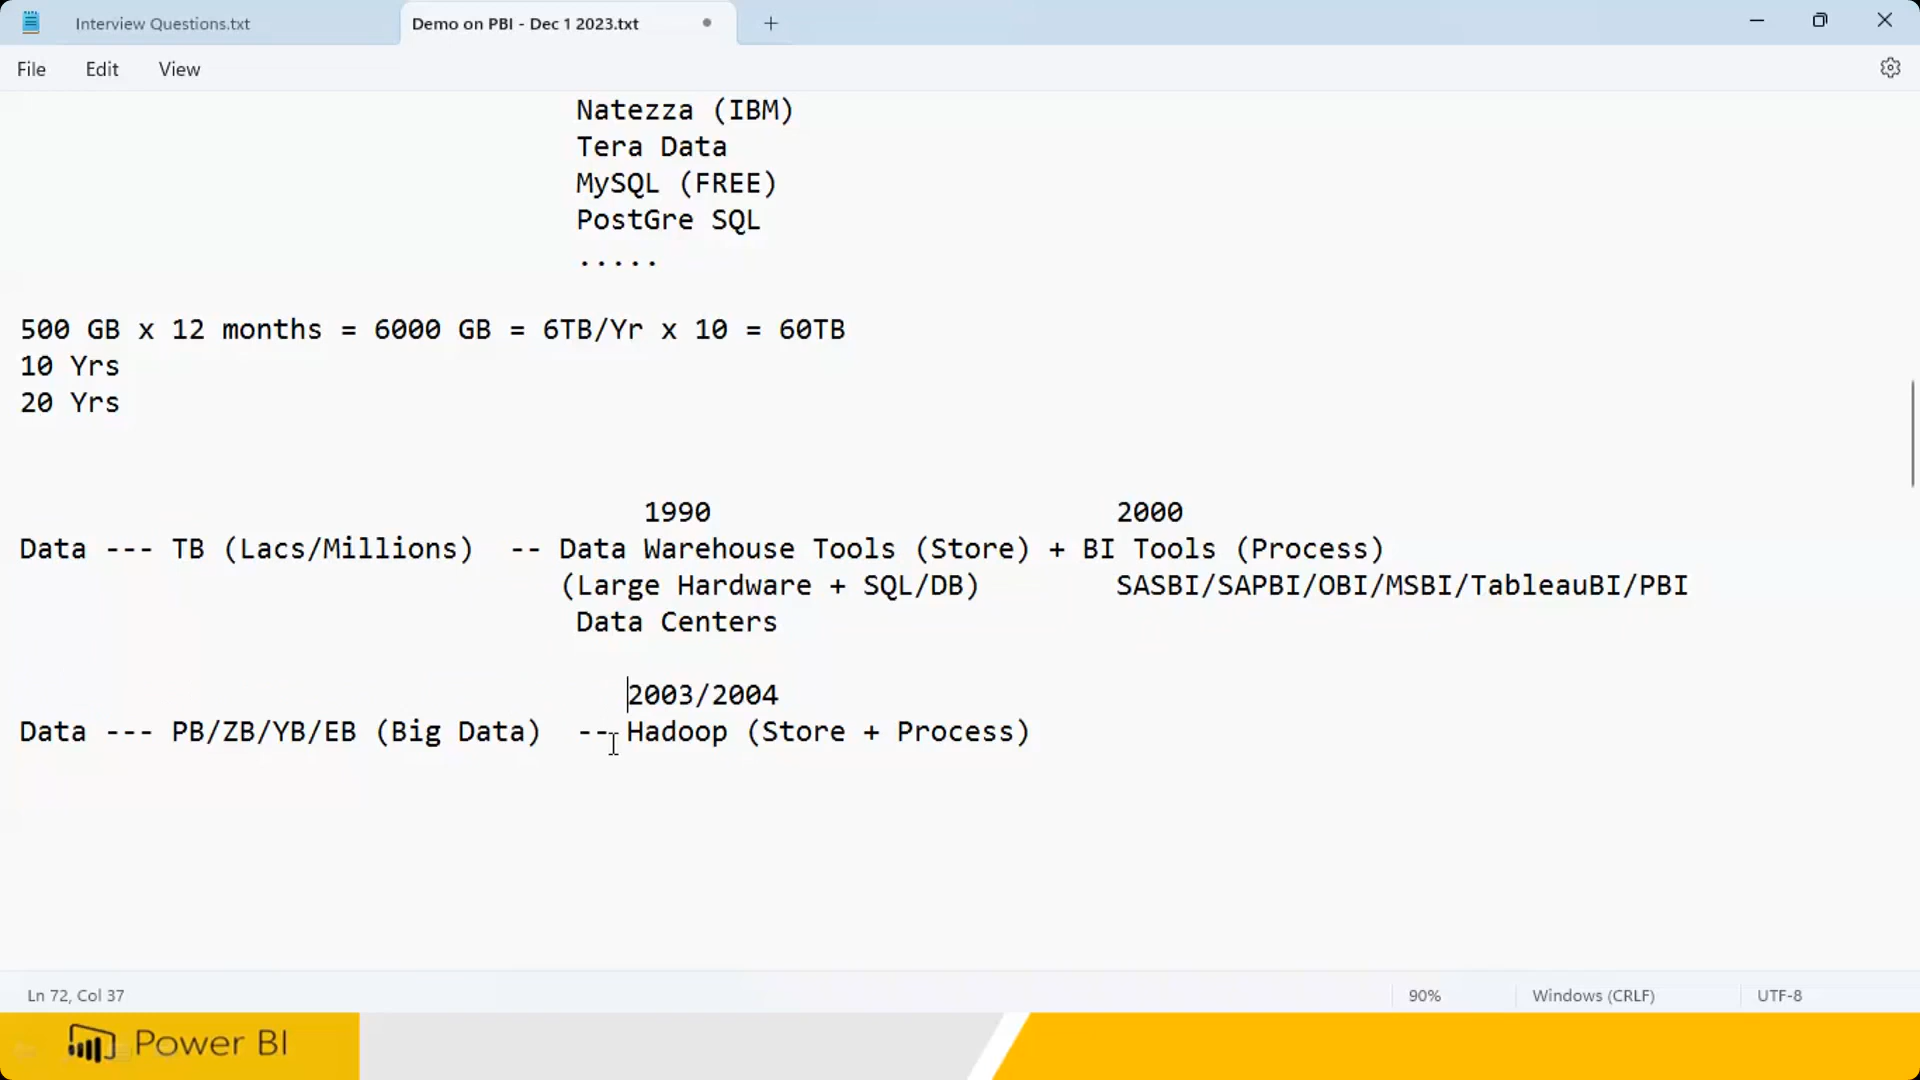 Interview Questions.txt
Demo on PBI - Dec 1 2023.txt
File Edit View
Natezza (IBM)
Tera Data
MySQL (FREE)
PostGre SQL
.....
500 GB x 12 months = 6000 GB = 6TB/Yr x 10 = 60TB
10 Yrs
20 Yrs
1990 2000
Data --- TB (Lacs/Millions) -- Data Warehouse Tools (Store) + BI Tools (Process)
(Large Hardware + SQL/DB) SASBI/SAPBI/OBI/MSBI/TableauBI/PBI
Data Centers
2003/2004
Data --- PB/ZB/YB/EB (Big Data) -- Hadoop (Store + Process)
Ln 72, Col 37 90% Windows (CRLF) UTF-8
Power BI